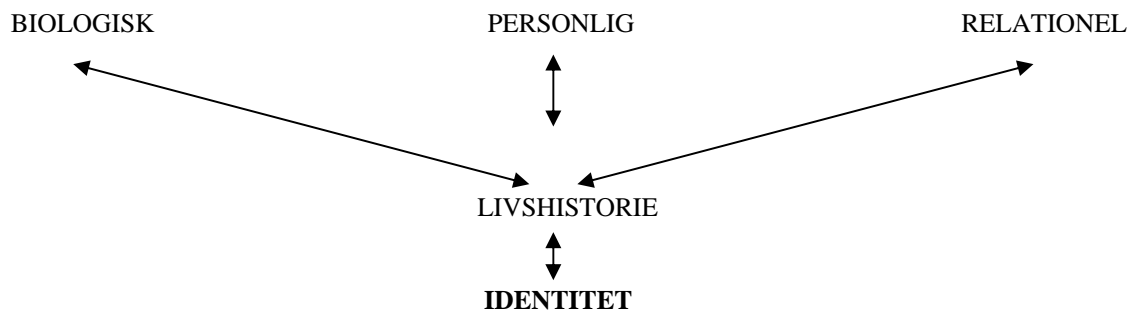 BIOLOGISK PERSONLIG RELATIONEL
LIVSHISTORIE
IDENTITET